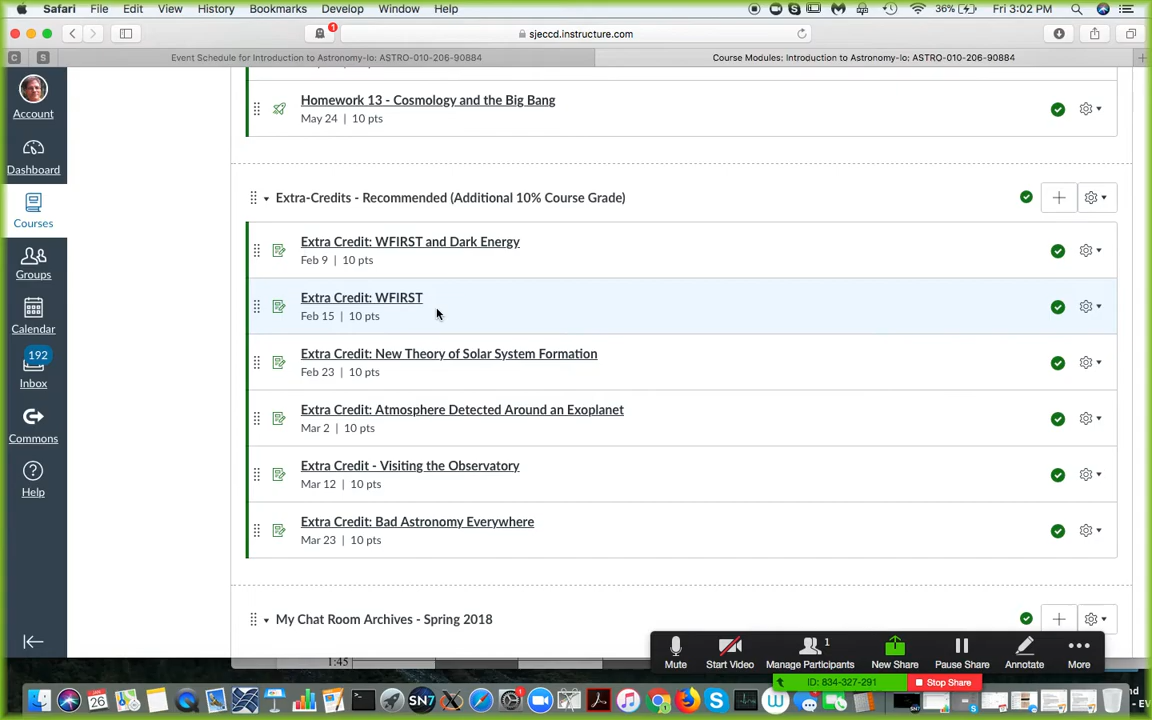 Safari File Edit View History Bookmarks Develop Window Help 36% Fri 3:02 PM
1 sjeccd.instructure.com
C S Event Schedule for Introduction to Astronomy-lo: ASTRO-010-206-90884 Course Modules: Introduction to Astronomy-lo: ASTRO-010-206-90884
Account
Dashboard
Courses
Groups
Calendar
192
Inbox
Commons
Help
Homework 13 - Cosmology and the Big Bang
May 24 | 10 pts
Extra-Credits - Recommended (Additional 10% Course Grade)
Extra Credit: WFIRST and Dark Energy
Feb 9 | 10 pts
Extra Credit: WFIRST
Feb 15 | 10 pts
Extra Credit: New Theory of Solar System Formation
Feb 23 | 10 pts
Extra Credit: Atmosphere Detected Around an Exoplanet
Mar 2 | 10 pts
Extra Credit - Visiting the Observatory
Mar 12 | 10 pts
Extra Credit: Bad Astronomy Everywhere
Mar 23 | 10 pts
My Chat Room Archives - Spring 2018
1:45
1
Mute Start Video Manage Participants New Share Pause Share Annotate More
ID: 834-327-291 Stop Share
26 SN7 W